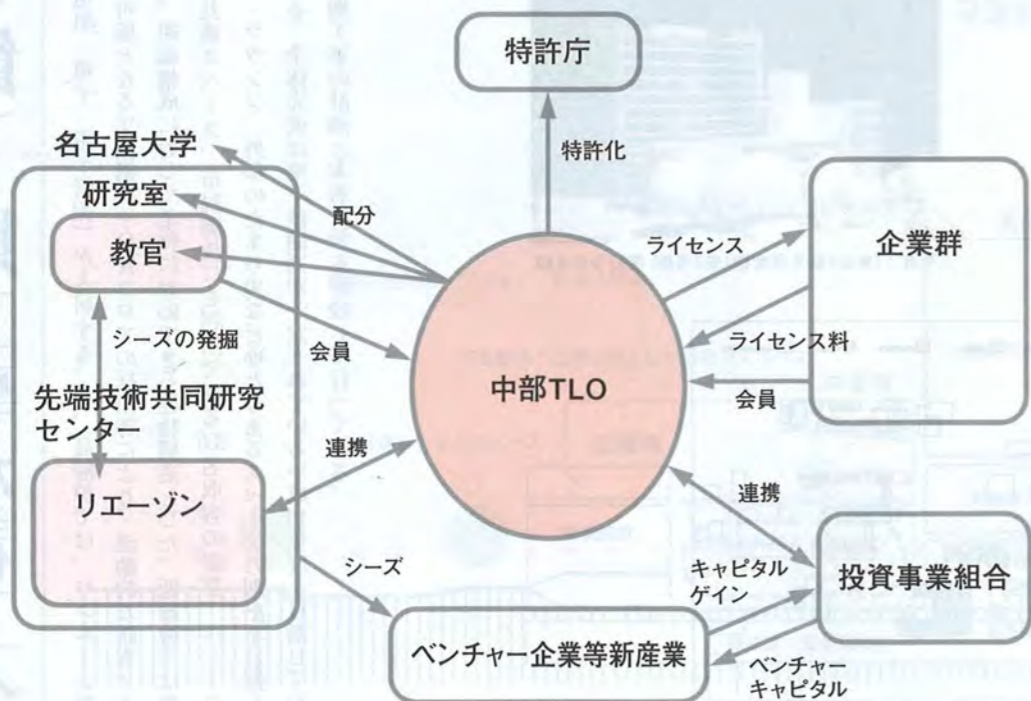 特許庁
特許化
名古屋大学
研究室
教官
配分
シーズの発掘
会員
先端技術共同研究
センター
リエーゾン
連携
シーズ
中部TLO
ライセンス
企業群
ライセンス料
会員
連携
投資事業組合
キャピタル
ゲイン
ベンチャー企業等新産業
ベンチャー
キャピタル